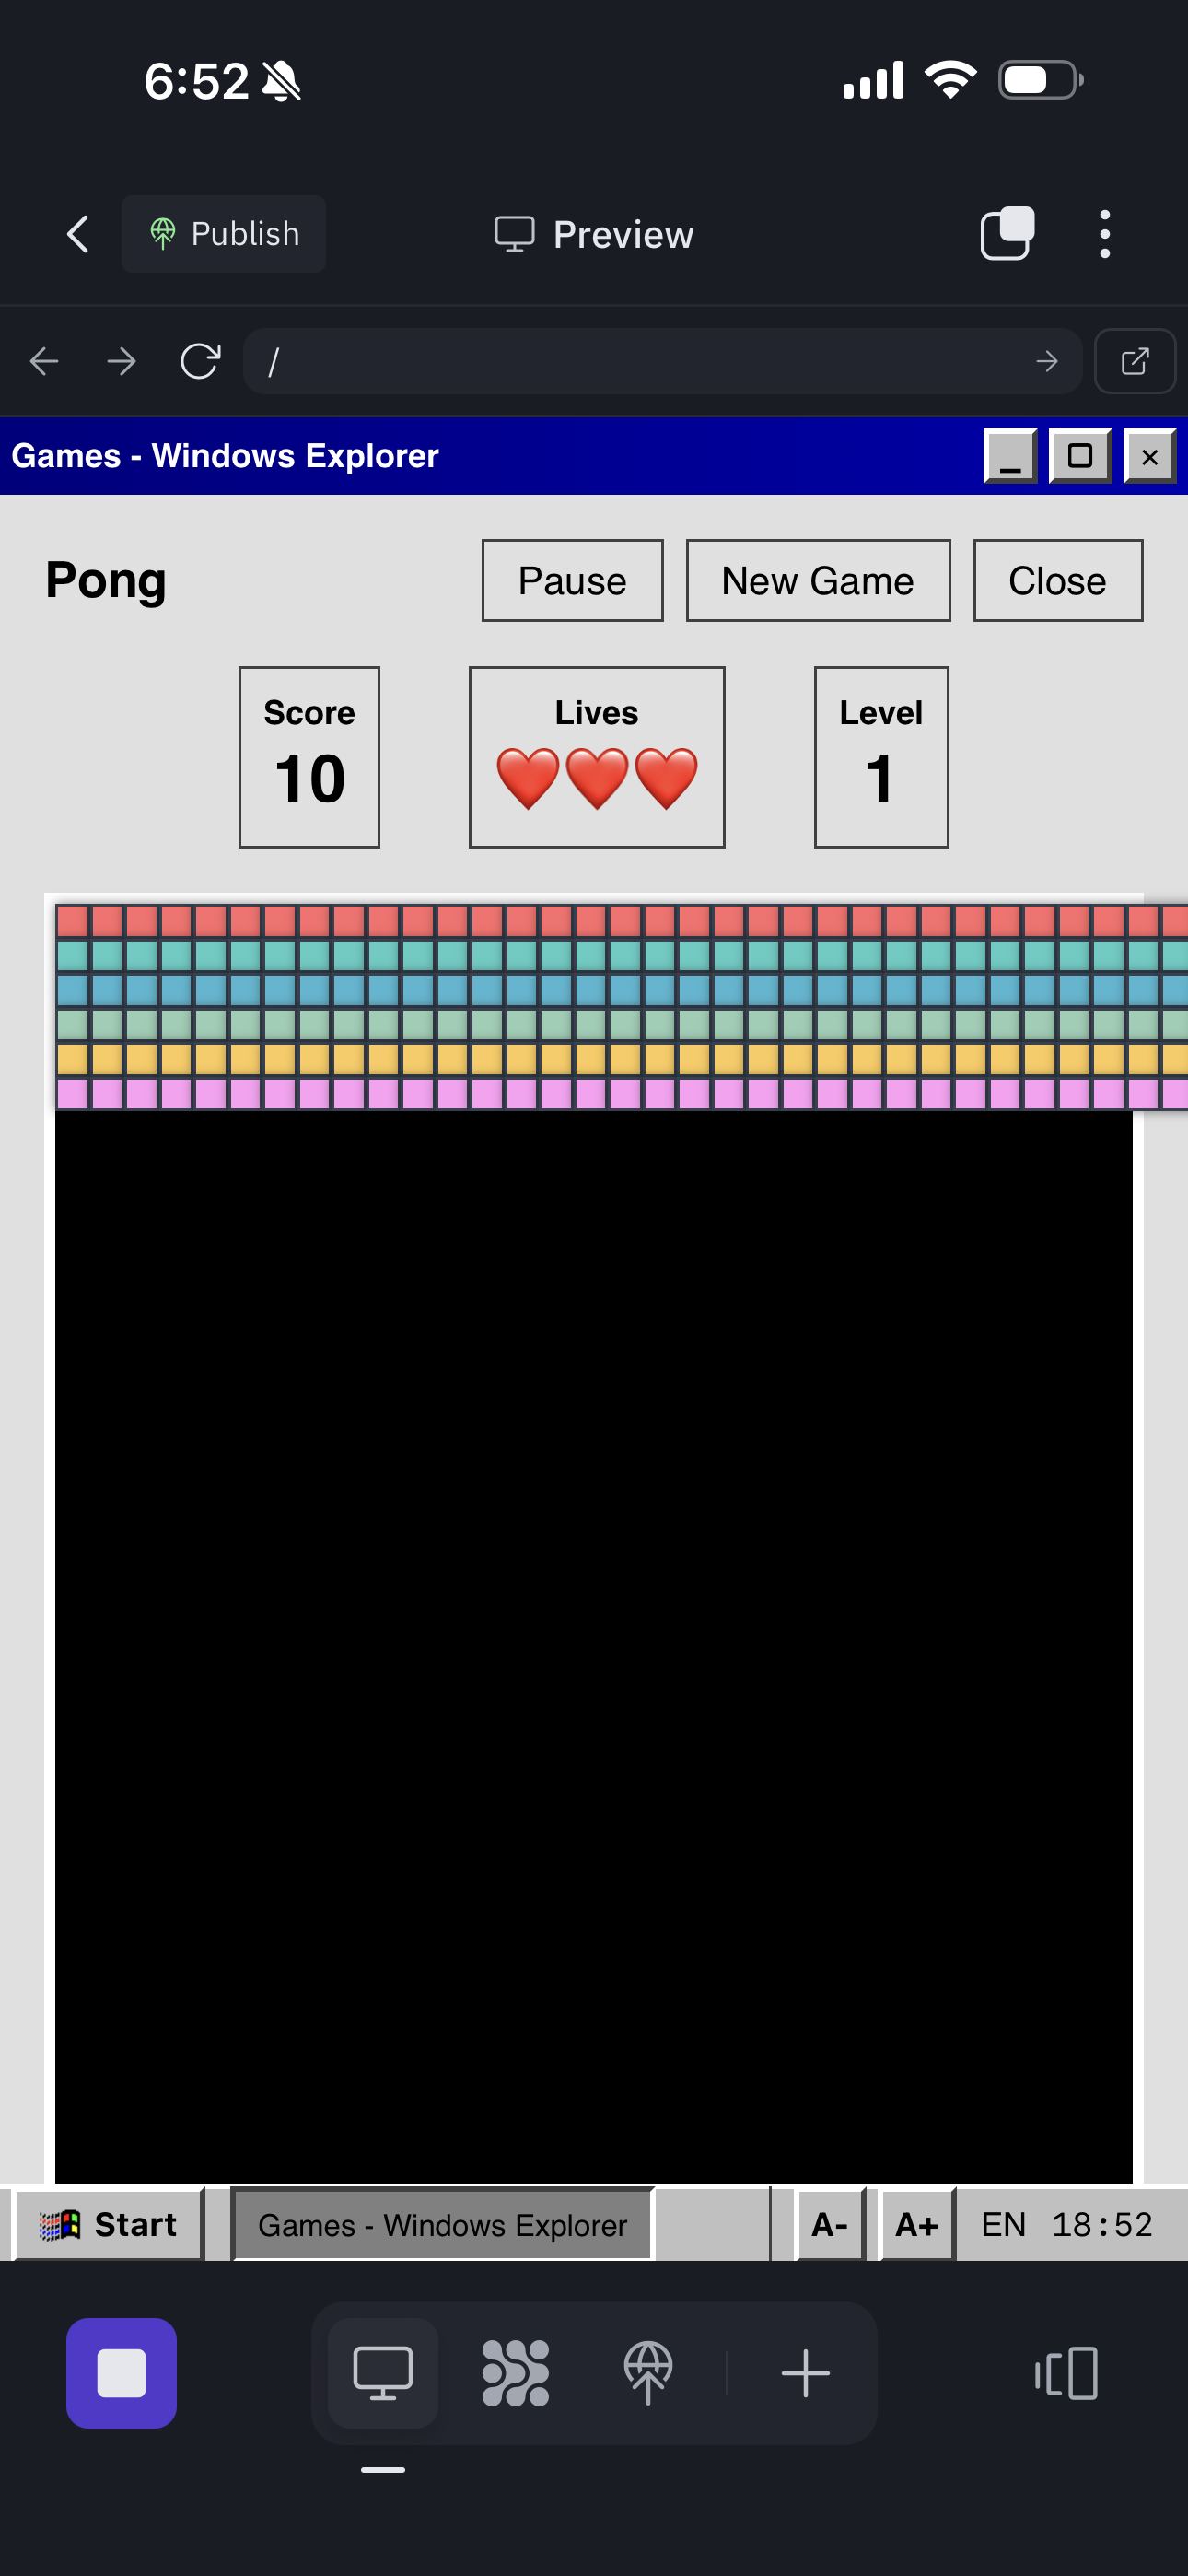 6:52
Publish
Preview
/
Games - Windows Explorer
Pong
Pause
New Game
Close
Score
Lives
Level
10
1
Start
Games - Windows Explorer
A-
A+
EN
18:52